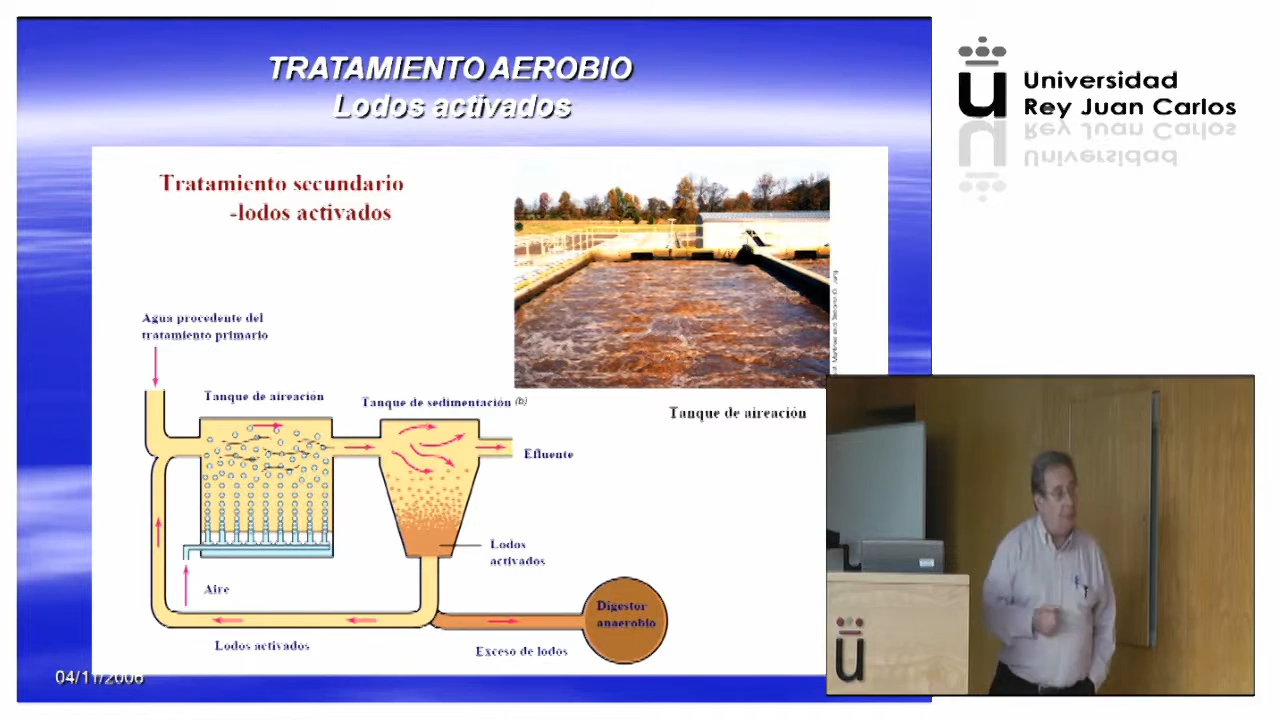 TRATAMIENTO AEROBIO
Lodos activados
Universidad
Rey Juan Carlos
Tratamiento secundario
-lodos activados
Agua procedente del
tratamiento primario
Tanque de aireación
Tanque de sedimentación (b)
Tanque de aireación
Efluente
Lodos
activados
Aire
Digestor
anaerobio
Lodos activados
Exceso de lodos
04/11/2006